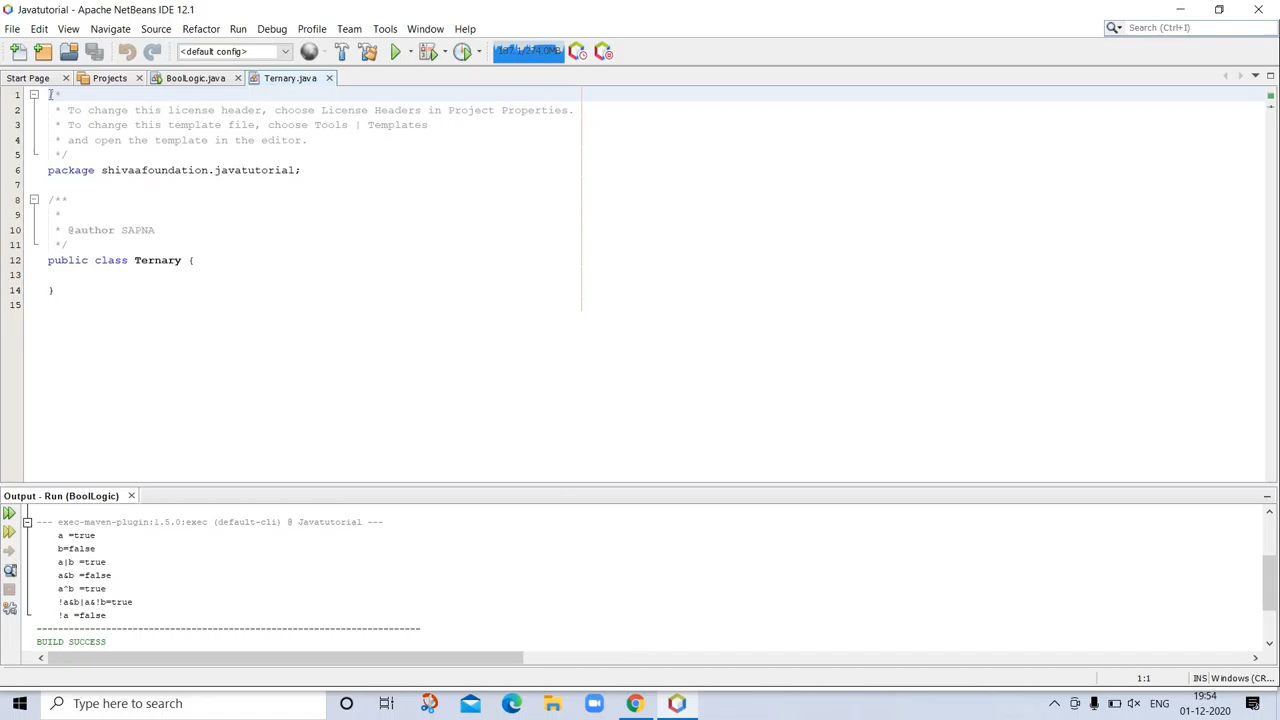 Javatutorial - Apache NetBeans IDE 12.1
File Edit View Navigate Source Refactor Run Debug Profile Team Tools Window Help
Search (Ctrl+I)
<default config>
Start Page Projects BoolLogic.java Ternary.java
1
2 * To change this license header, choose License Headers in Project Properties.
3 * To change this template file, choose Tools | Templates
4 * and open the template in the editor.
5 */
6 package shivaafoundation.javatutorial;
7
8 /**
9 *
10 * @author SAPNA
11 */
12 public class Ternary {
13
14 }
15
Output - Run (BoolLogic)
--- exec-maven-plugin:1.5.0:exec (default-cli) @ Javatutorial ---
a =true
b=false
a|b =true
a&b =false
a^b =true
!a&b|a&!b=true
!a =false
------------------------------------------------------------------------
BUILD SUCCESS
1:1 INS Windows (CR...
Type here to search
ENG
19:54
01-12-2020